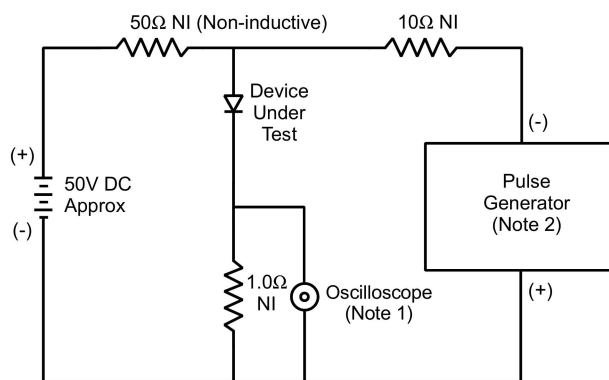 50Ω NI (Non-inductive)
10Ω NI
Device
Under
Test
(-)
(+)
50V DC
Approx
(-)
Pulse
Generator
(Note 2)
1.0Ω
NI
Oscilloscope
(Note 1)
(+)